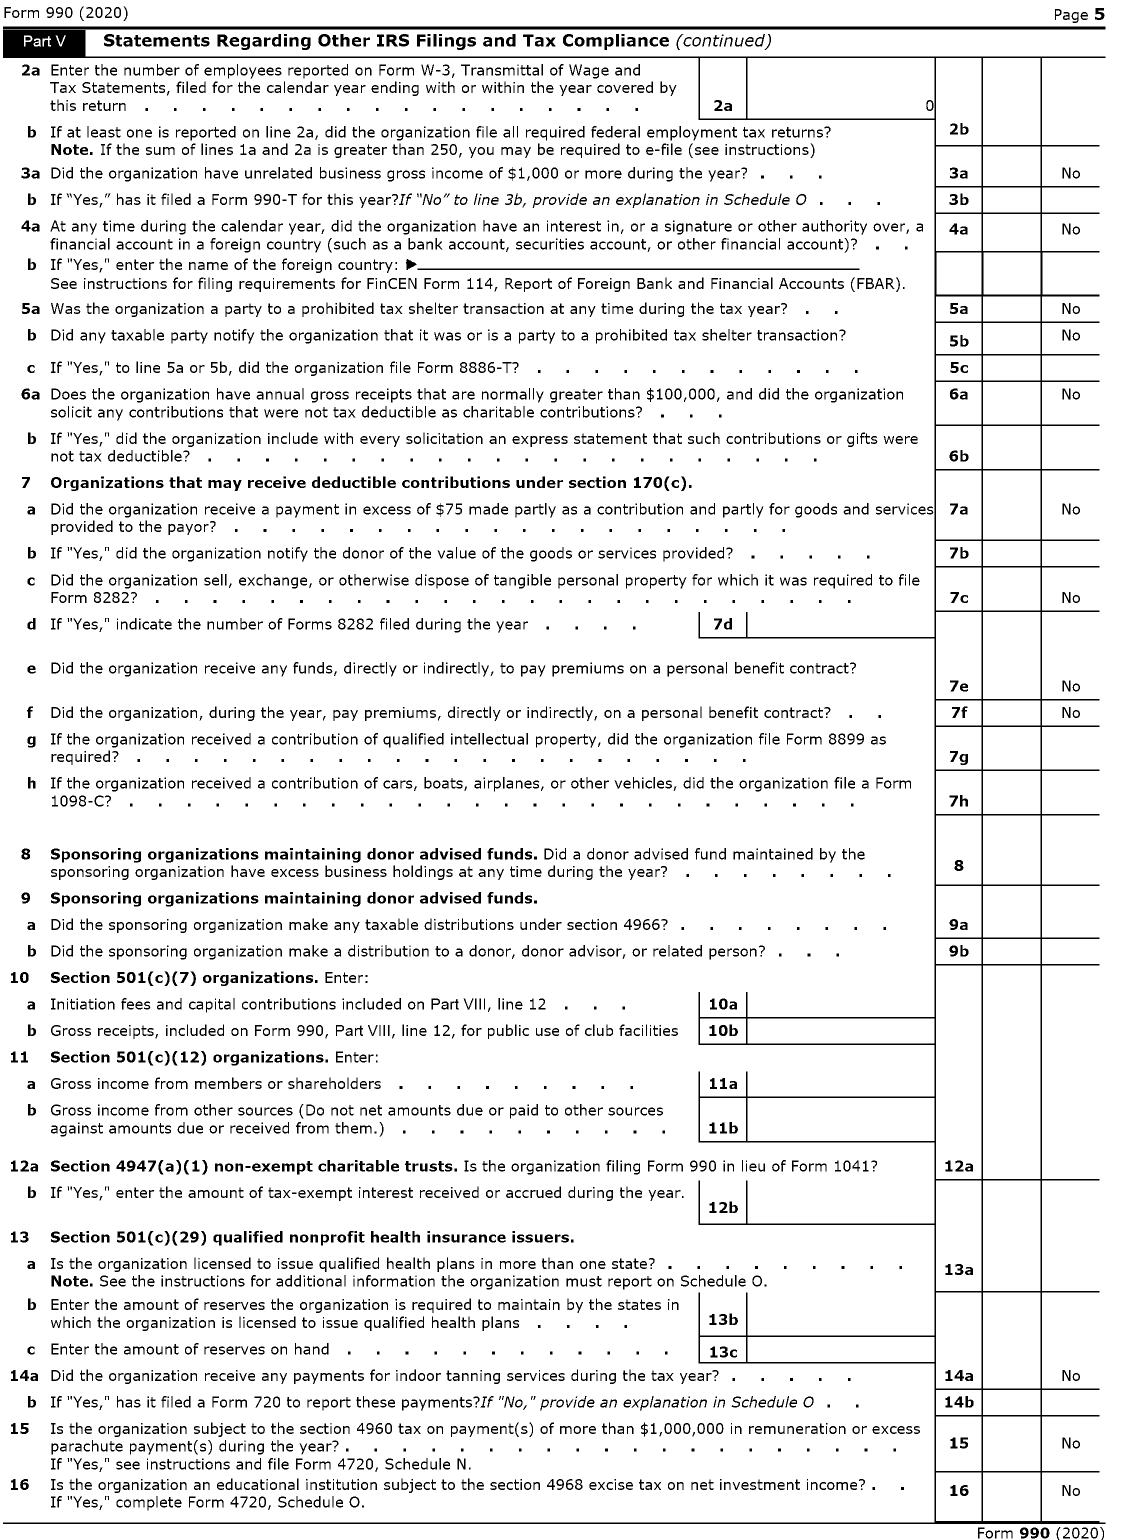 Form 990 (2020) Page 5
Part V Statements Regarding Other IRS Filings and Tax Compliance (continued)
2a Enter the number of employees reported on Form W-3, Transmittal of Wage and
Tax Statements, filed for the calendar year ending with or within the year covered by
this return . . . . . . . . . . . . . . . . . . 2a 0
b If at least one is reported on line 2a, did the organization file all required federal employment tax returns? 2b
Note. If the sum of lines 1a and 2a is greater than 250, you may be required to e-file (see instructions)
3a Did the organization have unrelated business gross income of $1,000 or more during the year? . . . 3a No
b If “Yes,” has it filed a Form 990-T for this year?If “No” to line 3b, provide an explanation in Schedule O . . . 3b
4a At any time during the calendar year, did the organization have an interest in, or a signature or other authority over, a 4a No
financial account in a foreign country (such as a bank account, securities account, or other financial account)? . .
b If "Yes," enter the name of the foreign country: ▶
See instructions for filing requirements for FinCEN Form 114, Report of Foreign Bank and Financial Accounts (FBAR).
5a Was the organization a party to a prohibited tax shelter transaction at any time during the tax year? . . 5a No
b Did any taxable party notify the organization that it was or is a party to a prohibited tax shelter transaction? 5b No
c If "Yes," to line 5a or 5b, did the organization file Form 8886-T? . . . . . . . . . . . . 5c
6a Does the organization have annual gross receipts that are normally greater than $100,000, and did the organization 6a No
solicit any contributions that were not tax deductible as charitable contributions? . . .
b If "Yes," did the organization include with every solicitation an express statement that such contributions or gifts were
not tax deductible? . . . . . . . . . . . . . . . . . . . . . . 6b
7 Organizations that may receive deductible contributions under section 170(c).
a Did the organization receive a payment in excess of $75 made partly as a contribution and partly for goods and services 7a No
provided to the payor? . . . . . . . . . . . . . . . . . . . .
b If "Yes," did the organization notify the donor of the value of the goods or services provided? . . . . . 7b
c Did the organization sell, exchange, or otherwise dispose of tangible personal property for which it was required to file
Form 8282? . . . . . . . . . . . . . . . . . . . . . . . . . 7c No
d If "Yes," indicate the number of Forms 8282 filed during the year . . . . 7d
e Did the organization receive any funds, directly or indirectly, to pay premiums on a personal benefit contract?
7e No
f Did the organization, during the year, pay premiums, directly or indirectly, on a personal benefit contract? . . 7f No
g If the organization received a contribution of qualified intellectual property, did the organization file Form 8899 as
required? . . . . . . . . . . . . . . . . . . . . . . 7g
h If the organization received a contribution of cars, boats, airplanes, or other vehicles, did the organization file a Form
1098-C? . . . . . . . . . . . . . . . . . . . . . . . . . . 7h
8 Sponsoring organizations maintaining donor advised funds. Did a donor advised fund maintained by the
sponsoring organization have excess business holdings at any time during the year? . . . . . . . . 8
9 Sponsoring organizations maintaining donor advised funds.
a Did the sponsoring organization make any taxable distributions under section 4966? . . . . . . . . 9a
b Did the sponsoring organization make a distribution to a donor, donor advisor, or related person? . . . 9b
10 Section 501(c)(7) organizations. Enter:
a Initiation fees and capital contributions included on Part VIII, line 12 . . . 10a
b Gross receipts, included on Form 990, Part VIII, line 12, for public use of club facilities 10b
11 Section 501(c)(12) organizations. Enter:
a Gross income from members or shareholders . . . . . . . . . 11a
b Gross income from other sources (Do not net amounts due or paid to other sources
against amounts due or received from them.) . . . . . . . . . . 11b
12a Section 4947(a)(1) non-exempt charitable trusts. Is the organization filing Form 990 in lieu of Form 1041? 12a
b If "Yes," enter the amount of tax-exempt interest received or accrued during the year.
12b
13 Section 501(c)(29) qualified nonprofit health insurance issuers.
a Is the organization licensed to issue qualified health plans in more than one state? . . . . . . . . . 13a
Note. See the instructions for additional information the organization must report on Schedule O.
b Enter the amount of reserves the organization is required to maintain by the states in
which the organization is licensed to issue qualified health plans . . . . 13b
c Enter the amount of reserves on hand . . . . . . . . . . . . 13c
14a Did the organization receive any payments for indoor tanning services during the tax year? . . . . . 14a No
b If "Yes," has it filed a Form 720 to report these payments?If "No," provide an explanation in Schedule O . . 14b
15 Is the organization subject to the section 4960 tax on payment(s) of more than $1,000,000 in remuneration or excess
parachute payment(s) during the year? . . . . . . . . . . . . . . . . . . . . 15 No
If "Yes," see instructions and file Form 4720, Schedule N.
16 Is the organization an educational institution subject to the section 4968 excise tax on net investment income? . . 16 No
If "Yes," complete Form 4720, Schedule O.
Form 990 (2020)